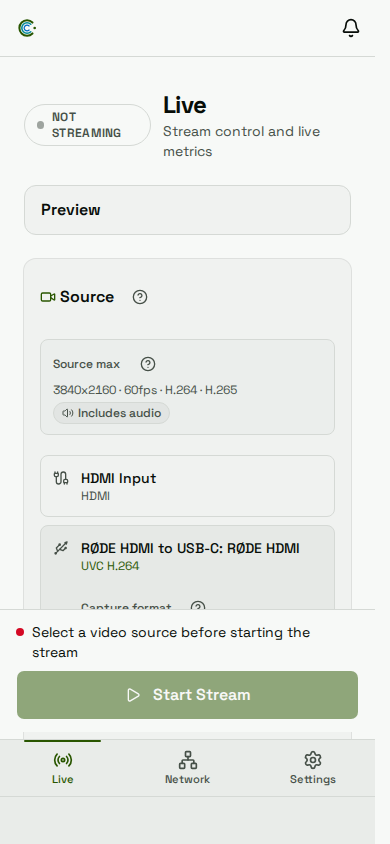 NOT
STREAMING
Live
Stream control and live
metrics
Preview
Source
Source max
3840x2160 · 60fps · H.264 · H.265
Includes audio
HDMI Input
HDMI
RØDE HDMI to USB-C: RØDE HDMI
UVC H.264
Capture format
Select a video source before starting the
stream
Start Stream
Live
Network
Settings